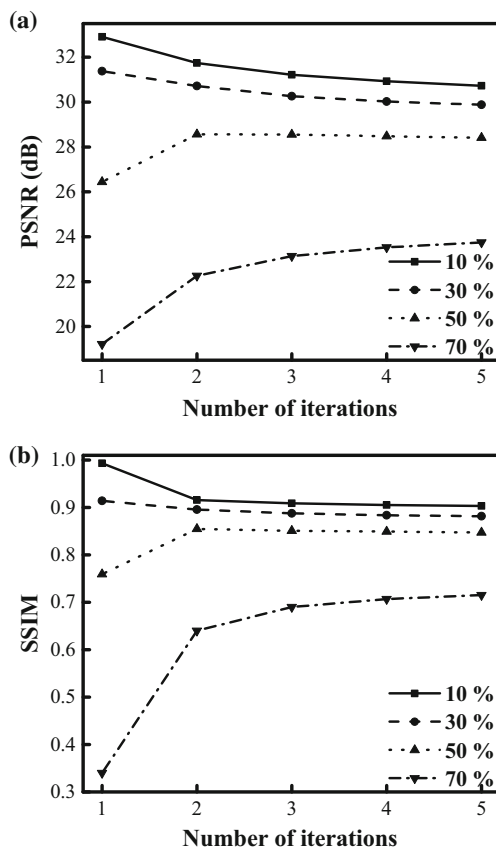 (a)
PSNR (dB)
32
30
28
26
24
22
20
10 %
30 %
50 %
70 %
1 2 3 4 5
Number of iterations
(b)
SSIM
1.0
0.9
0.8
0.7
0.6
0.5
0.4
0.3
10 %
30 %
50 %
70 %
1 2 3 4 5
Number of iterations